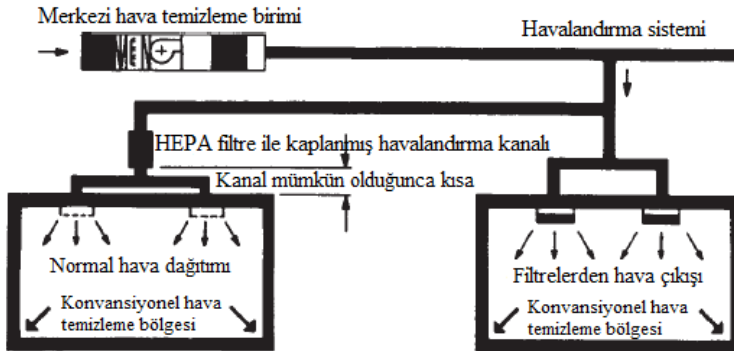 Merkezi hava temizleme birimi
Havalandırma sistemi
HEPA filtre ile kaplanmış havalandırma kanalı
Kanal mümkün olduğunca kısa
Normal hava dağıtımı
Konvansiyonel hava
temizleme bölgesi
Filtrelerden hava çıkışı
Konvansiyonel hava
temizleme bölgesi